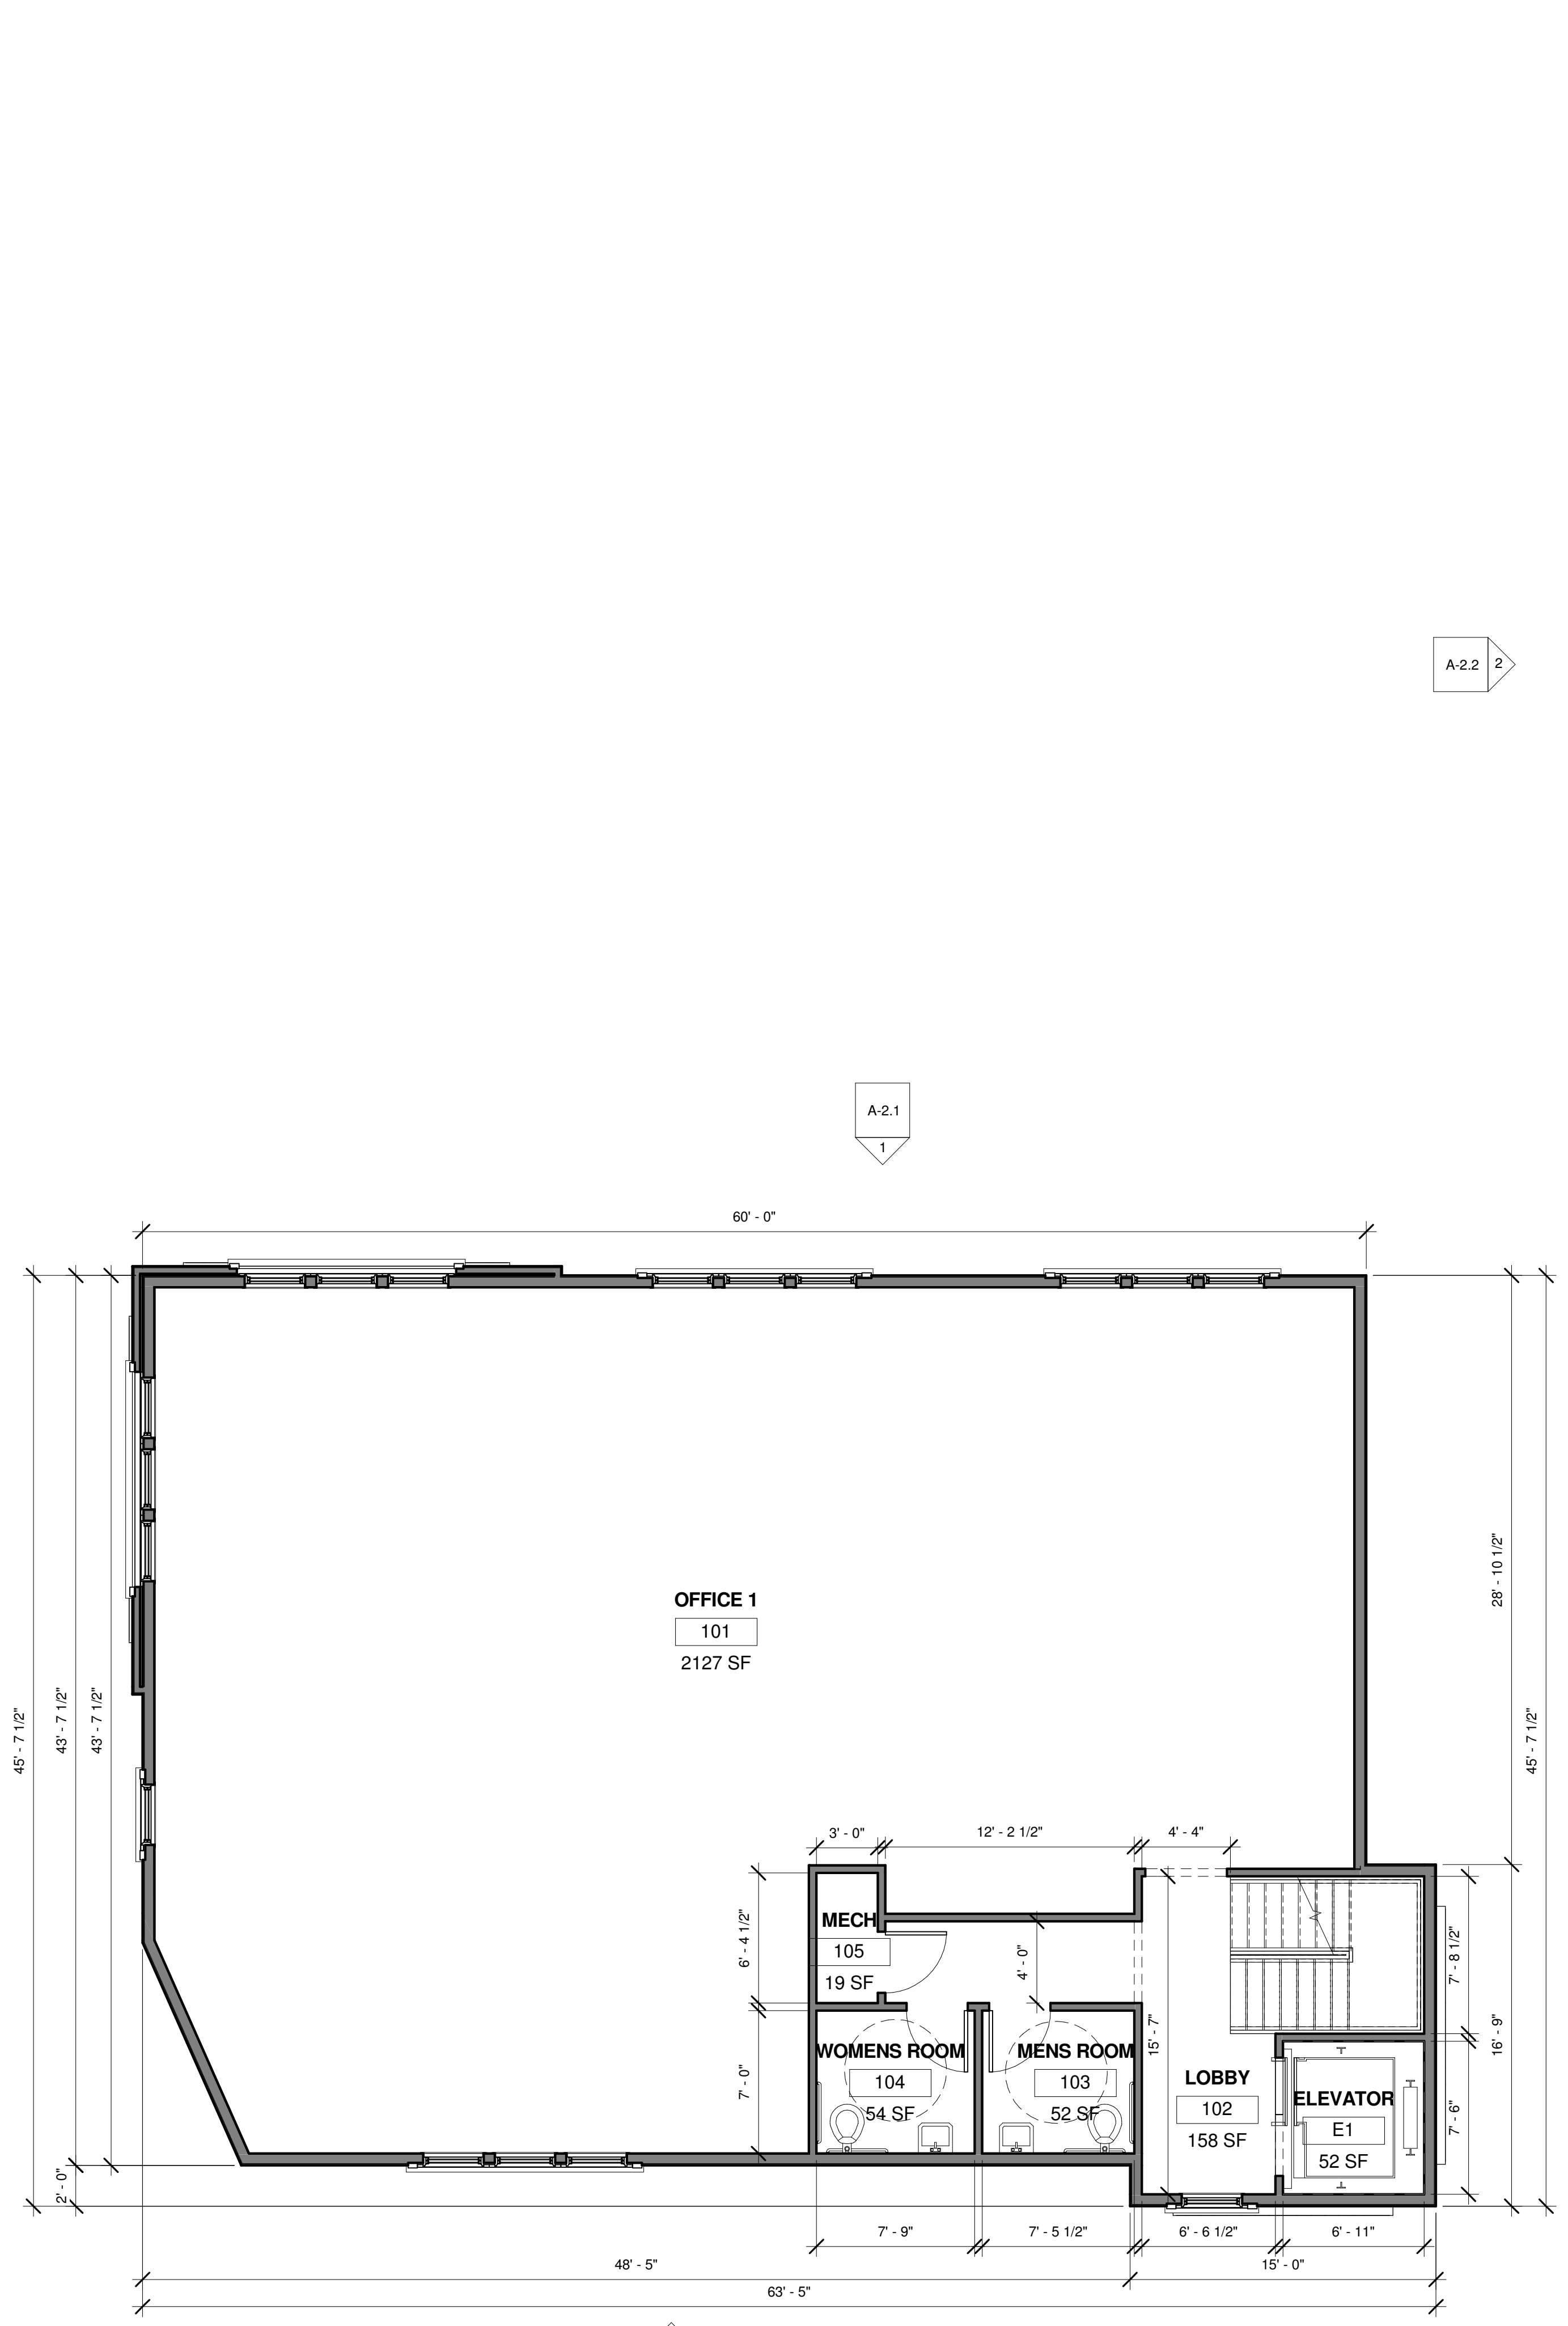 A-2.2
2
A-2.1
1
60' - 0"
28' - 10 1/2"
45' - 7 1/2"
43' - 7 1/2"
43' - 7 1/2"
45' - 7 1/2"
OFFICE 1
101
2127 SF
3' - 0"
12' - 2 1/2"
4' - 4"
6' - 4 1/2"
MECH
105
19 SF
4' - 0"
7' - 8 1/2"
15' - 7"
16' - 9"
7' - 0"
WOMENS ROOM
104
54 SF
MENS ROOM
103
52 SF
LOBBY
102
158 SF
ELEVATOR
E1
52 SF
7' - 6"
2' - 0"
7' - 9"
7' - 5 1/2"
6' - 6 1/2"
6' - 11"
48' - 5"
15' - 0"
63' - 5"